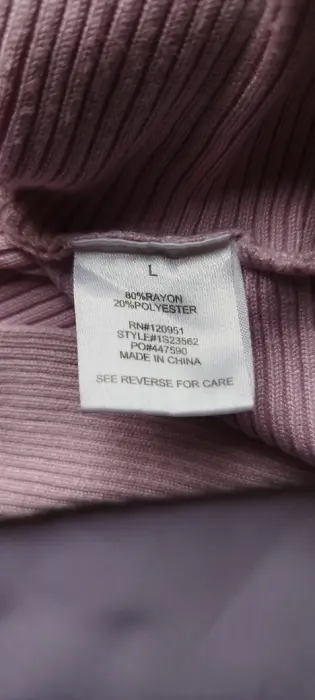 L
80%RAYON
20%POLYESTER
RN#120951
STYLE#1S23562
PO#447590
MADE IN CHINA
SEE REVERSE FOR CARE